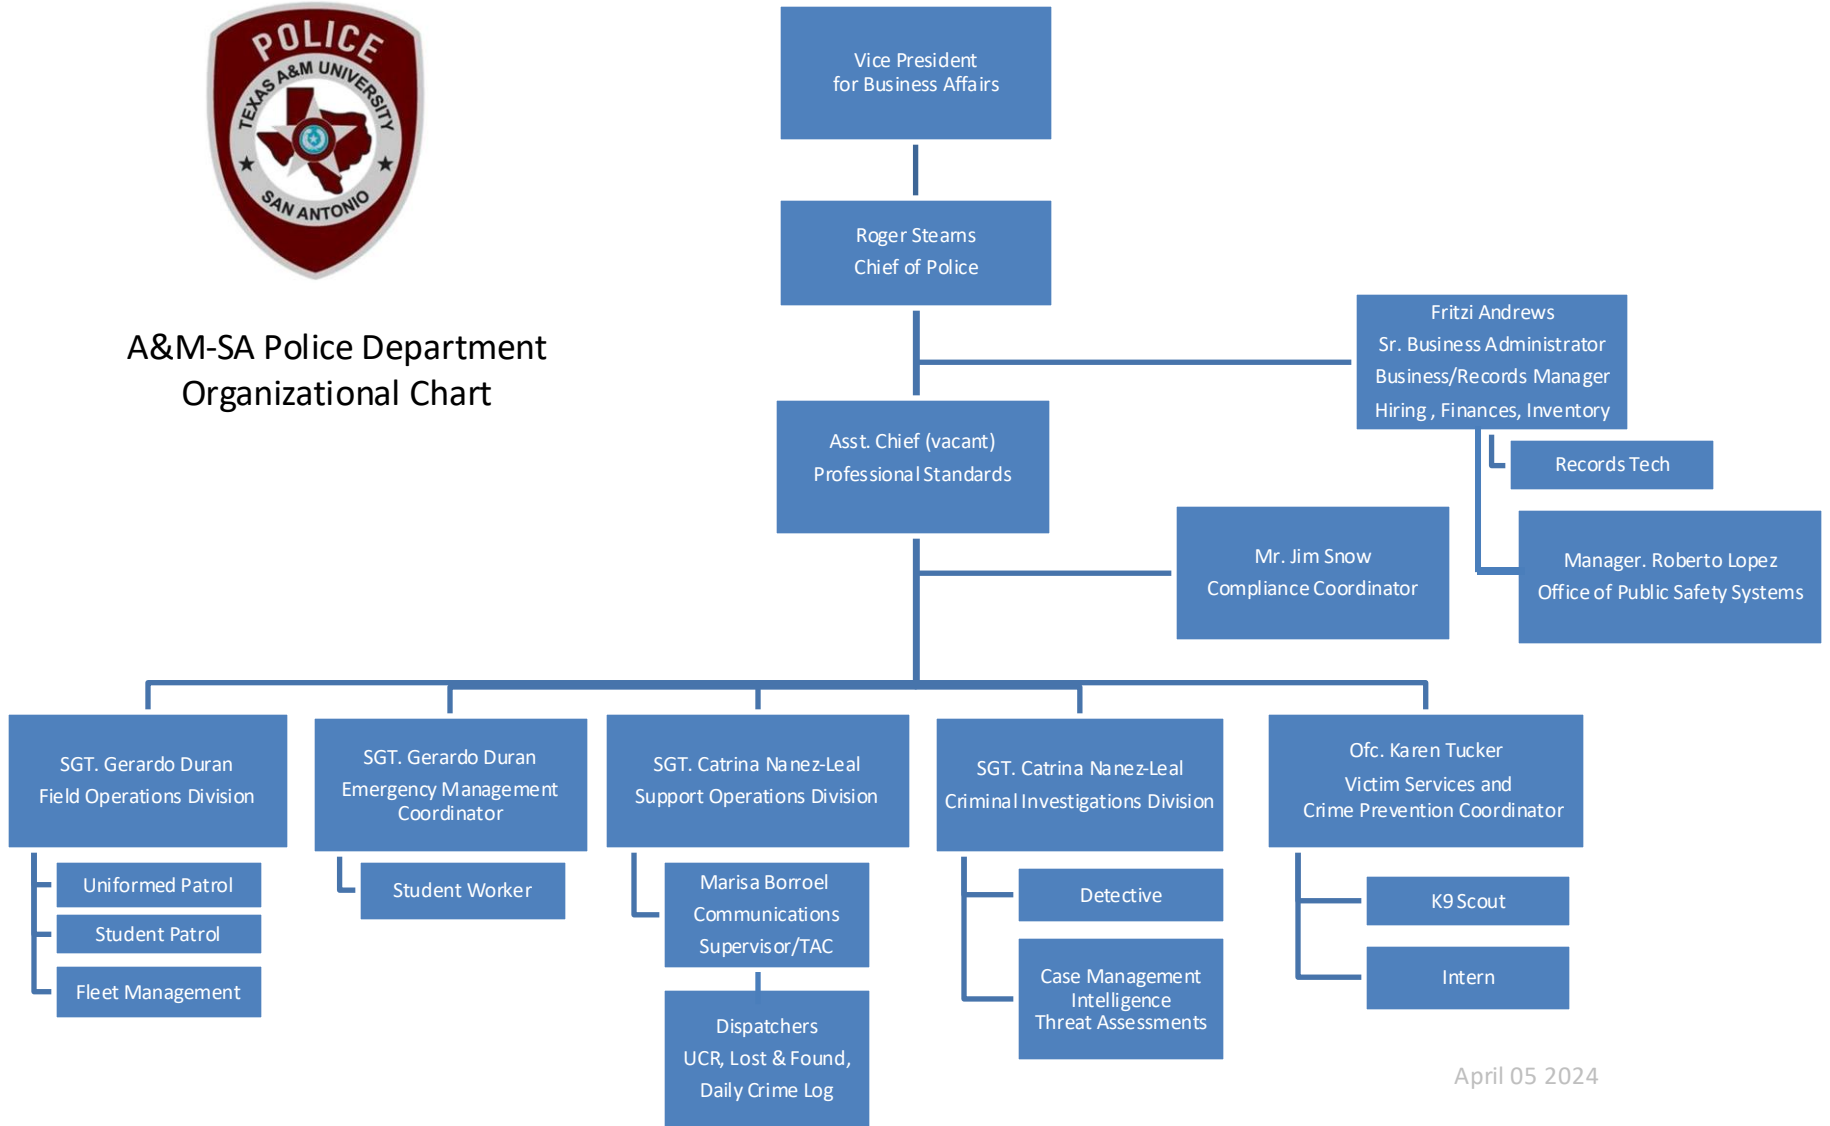 POLICE
TEXAS A&M UNIVERSITY
SAN ANTONIO
A&M-SA Police Department
Organizational Chart
Vice President
for Business Affairs
Roger Stearns
Chief of Police
Fritzi Andrews
Sr. Business Administrator
Business/Records Manager
Hiring , Finances, Inventory
Asst. Chief (vacant)
Professional Standards
Records Tech
Mr. Jim Snow
Compliance Coordinator
Manager. Roberto Lopez
Office of Public Safety Systems
SGT. Gerardo Duran
Field Operations Division
Uniformed Patrol
Student Patrol
Fleet Management
SGT. Gerardo Duran
Emergency Management
Coordinator
Student Worker
SGT. Catrina Nanez-Leal
Support Operations Division
Marisa Borroel
Communications
Supervisor/TAC
Dispatchers
UCR, Lost & Found,
Daily Crime Log
SGT. Catrina Nanez-Leal
Criminal Investigations Division
Detective
Case Management
Intelligence
Threat Assessments
Ofc. Karen Tucker
Victim Services and
Crime Prevention Coordinator
K9 Scout
Intern
April 05 2024